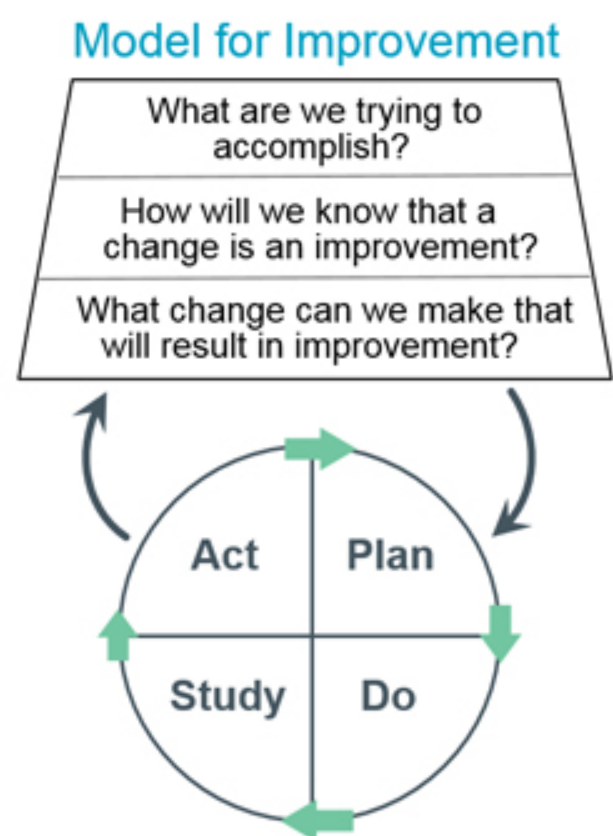 Model for Improvement
What are we trying to
accomplish?
How will we know that a
change is an improvement?
What change can we make that
will result in improvement?
Act
Plan
Study
Do